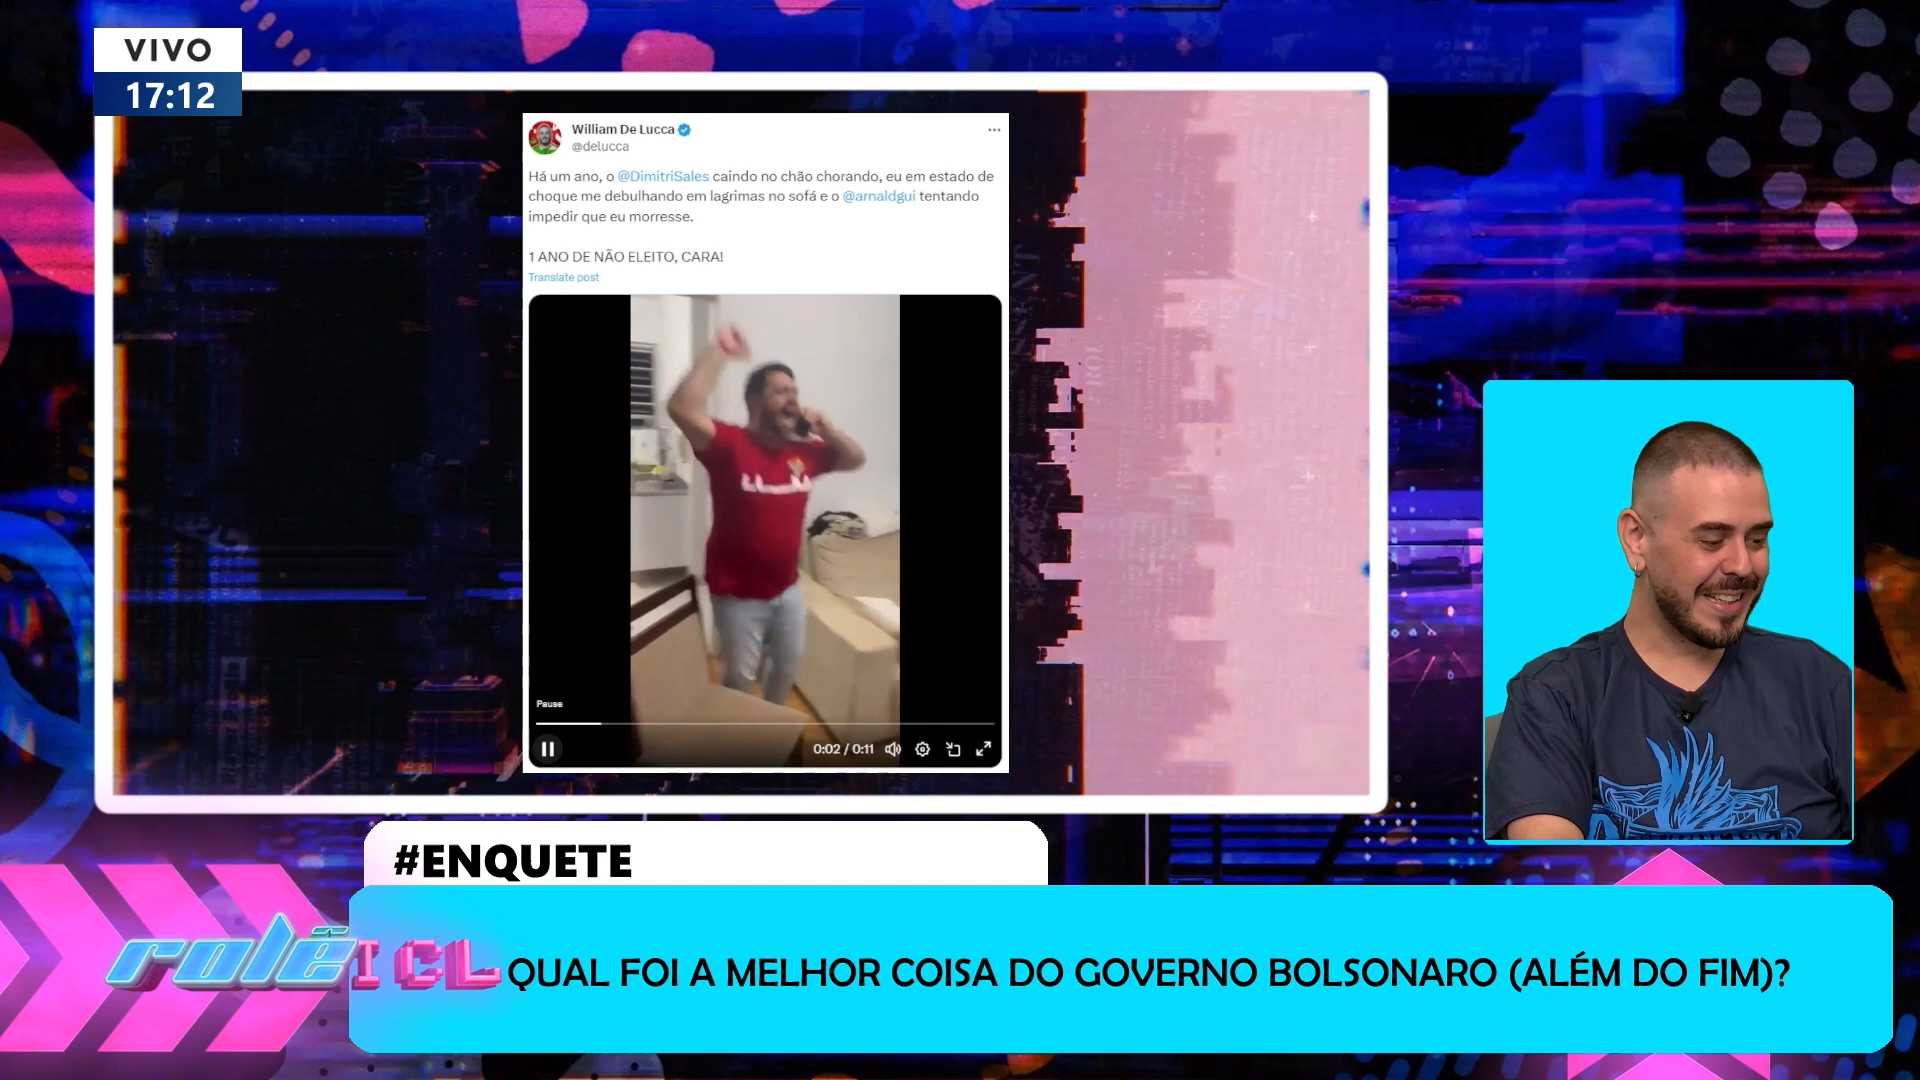 VIVO
17:12
William De Lucca
@delucca
Há um ano, o @DimitriSales caindo no chão chorando, eu em estado de
choque me debulhando em lagrimas no sofá e o @arnaldgui tentando
impedir que eu morresse.
1 ANO DE NÃO ELEITO, CARA!
Translate post
Pause
0:02 / 0:11
#ENQUETE
rolê ICL
QUAL FOI A MELHOR COISA DO GOVERNO BOLSONARO (ALÉM DO FIM)?